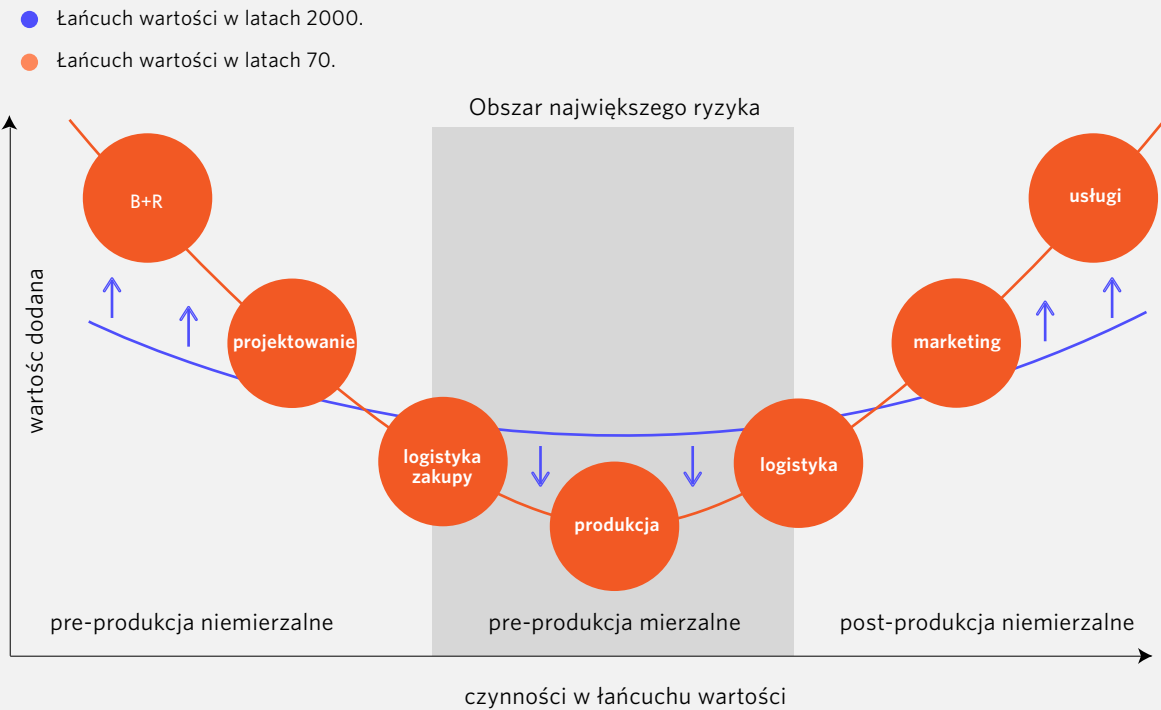 Łańcuch wartości w latach 2000.
Łańcuch wartości w latach 70.
Obszar największego ryzyka
B+R
usługi
projektowanie
marketing
wartośc dodana
logistyka
zakupy
logistyka
produkcja
pre-produkcja niemierzalne
pre-produkcja mierzalne
post-produkcja niemierzalne
czynności w łańcuchu wartości